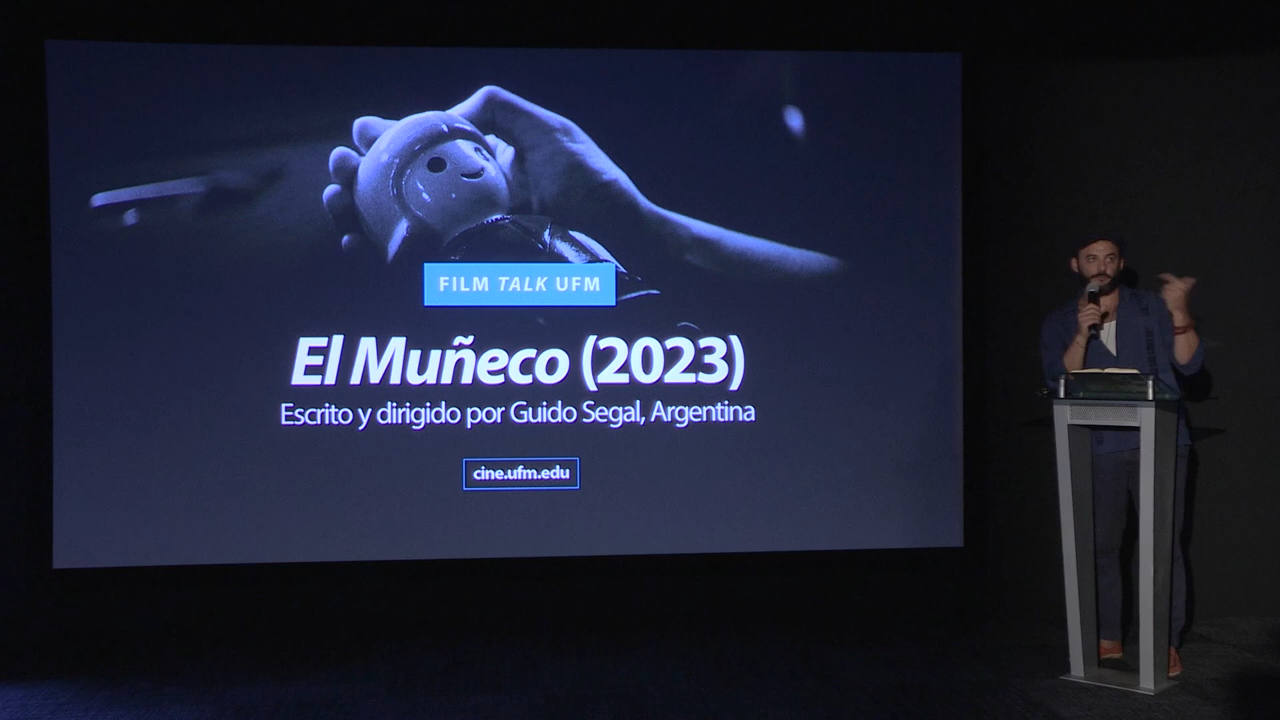 FILM TALK UFM
El Muñeco (2023)
Escrito y dirigido por Guido Segal, Argentina
cine.ufm.edu